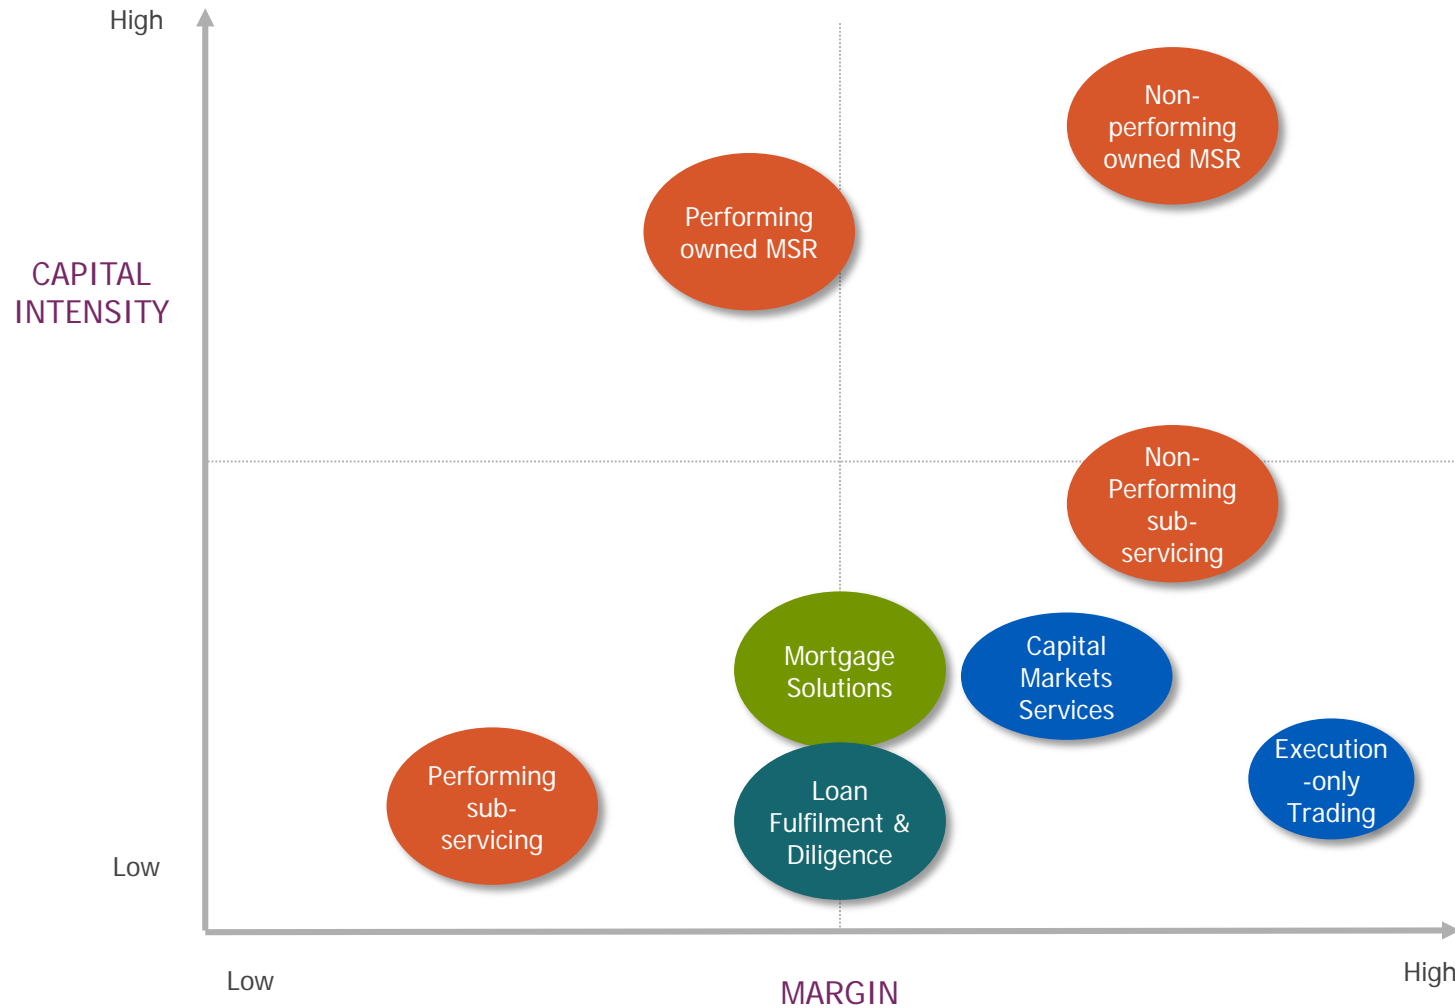 High
Non-
performing
owned MSR
Performing
owned MSR
CAPITAL
INTENSITY
Non-
Performing
sub-
servicing
Mortgage
Solutions
Capital
Markets
Services
Performing
sub-
servicing
Loan
Fulfilment &
Diligence
Execution
-only
Trading
Low
Low
MARGIN
High